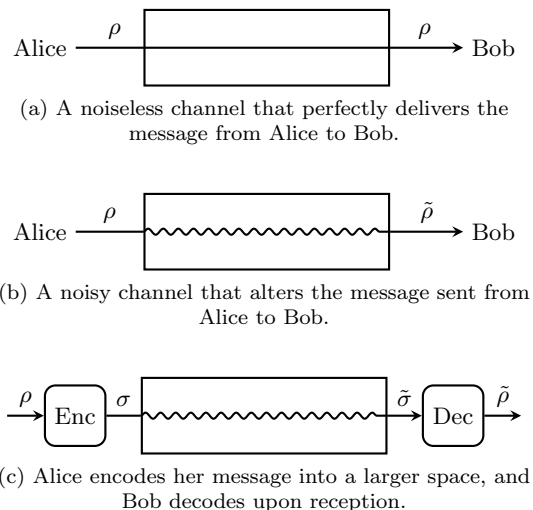 ρ ρ
Alice Bob
(a) A noiseless channel that perfectly delivers the
message from Alice to Bob.
ρ ρ̃
Alice Bob
(b) A noisy channel that alters the message sent from
Alice to Bob.
ρ Enc σ σ̃ Dec ρ̃
(c) Alice encodes her message into a larger space, and
Bob decodes upon reception.